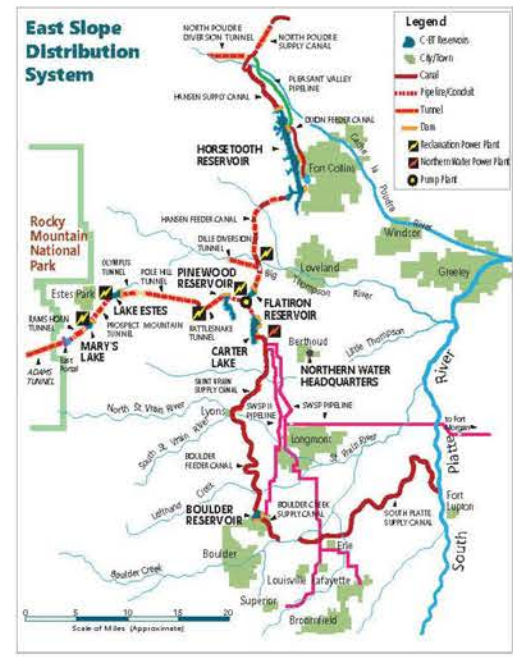 East Slope
Distribution
System
NORTH POUDRE
DIVERSION TUNNEL
NORTH POUDRE
SUPPLY CANAL
PLEASANT VALLEY
PIPELINE
HANSEN SUPPLY CANAL
DIXON FEEDER CANAL
HORSETOOTH
RESERVOIR
Fort Collins
Cache la Poudre River
Legend
C-BT Reservoirs
City/Town
Canal
Pipeline/Conduit
Tunnel
Dam
Reclamation Power Plant
Northern Water Power Plant
Pump Plant
Windsor
Greeley
HANSEN FEEDER CANAL
DILLE DIVERSION
TUNNEL
Rocky
Mountain
National
Park
OLYMPUS
TUNNEL
POLE HILL
TUNNEL
PINEWOOD
RESERVOIR
Big Thompson River
Loveland
Estes Park
LAKE ESTES
FLATIRON
RESERVOIR
RAMS HORN
TUNNEL
PROSPECT MOUNTAIN
TUNNEL
RATTLESNAKE
TUNNEL
MARY'S
LAKE
East
Portal
ADAMS
TUNNEL
CARTER
LAKE
Berthoud
Little Thompson
NORTHERN WATER
HEADQUARTERS
SAINT VRAIN
SUPPLY CANAL
North St. Vrain River
Lyons
SWSP II
PIPELINE
SWSP PIPELINE
to Fort
Morgan
South St. Vrain River
Longmont
St. Vrain River
BOULDER
FEEDER CANAL
Lefthand Creek
BOULDER
RESERVOIR
BOULDER CREEK
SUPPLY CANAL
SOUTH PLATTE
SUPPLY CANAL
Fort
Lupton
South Platte River
Boulder
Erie
Boulder Creek
Louisville
Lafayette
Superior
Broomfield
0 5 10 15 20
Scale of Miles (Approximate)